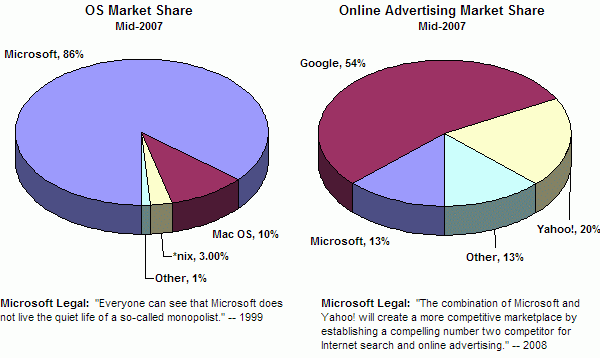 OS Market Share
Mid-2007
Microsoft, 86%
Mac OS, 10%
*nix, 3.00%
Other, 1%
Microsoft Legal: "Everyone can see that Microsoft does
not live the quiet life of a so-called monopolist." -- 1999
Online Advertising Market Share
Mid-2007
Google, 54%
Yahoo!, 20%
Microsoft, 13%
Other, 13%
Microsoft Legal: "The combination of Microsoft and
Yahoo! will create a more competitive marketplace by
establishing a compelling number two competitor for
Internet search and online advertising." -- 2008